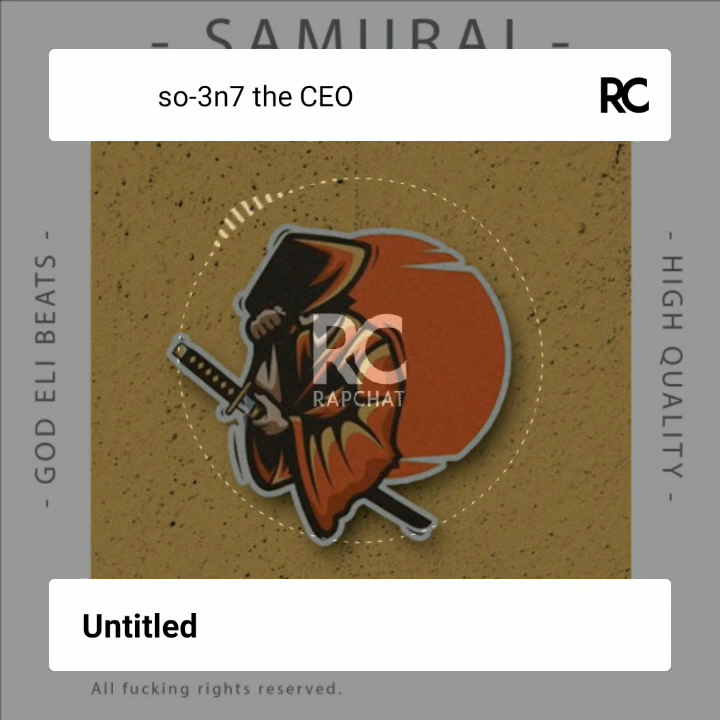 - SAMURAI -
so-3n7 the CEO
RC
- GOD ELI BEATS -
- HIGH QUALITY -
RC
RAPCHAT
Untitled
All fucking rights reserved.